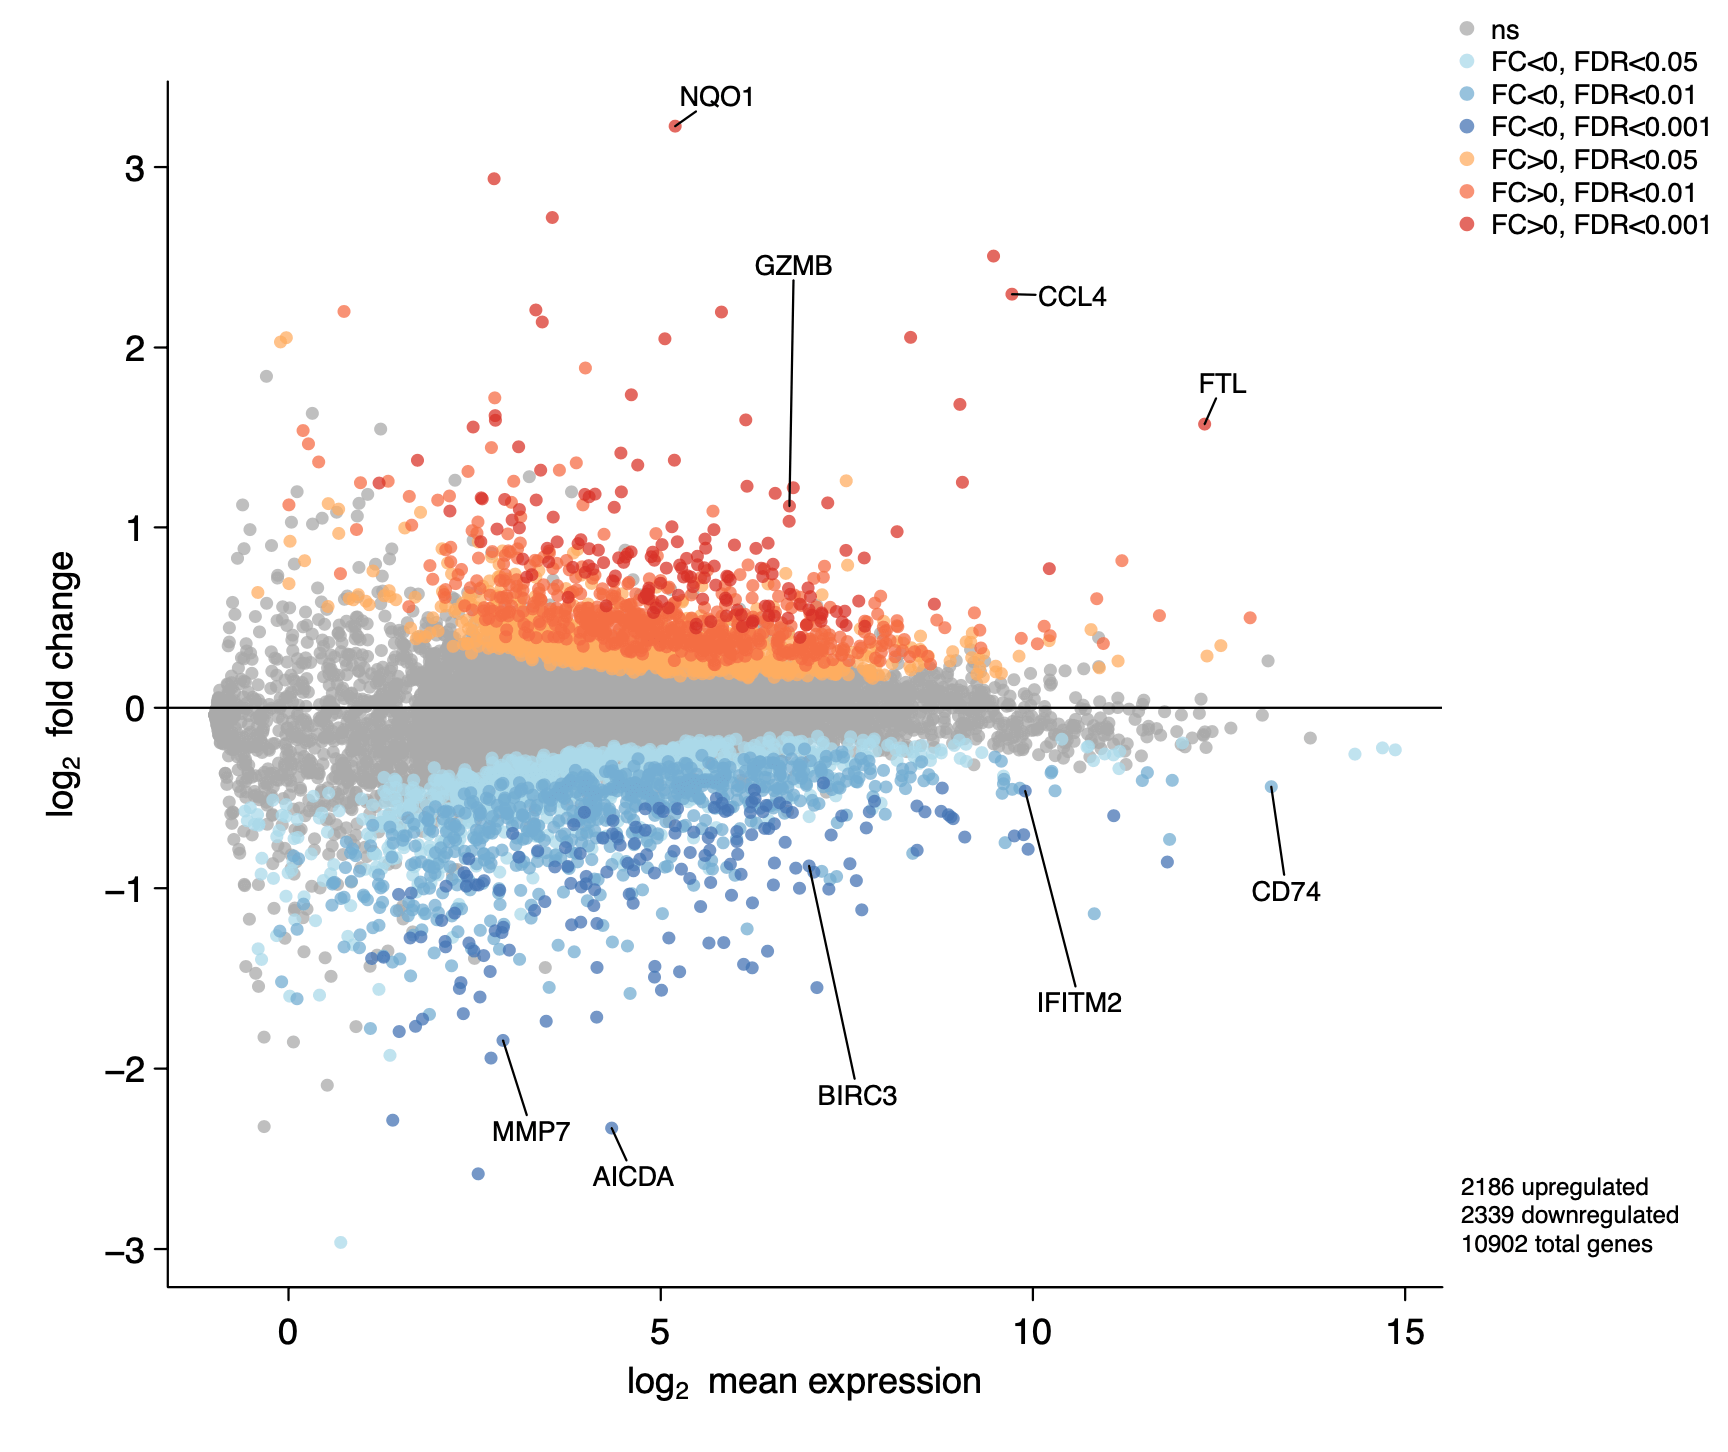 ns
FC<0, FDR<0.05
FC<0, FDR<0.01
FC<0, FDR<0.001
FC>0, FDR<0.05
FC>0, FDR<0.01
FC>0, FDR<0.001
NQO1
GZMB
CCL4
FTL
CD74
IFITM2
BIRC3
MMP7
AICDA
3
2
1
0
−1
−2
−3
log₂ fold change
0 5 10 15
log₂ mean expression
2186 upregulated
2339 downregulated
10902 total genes